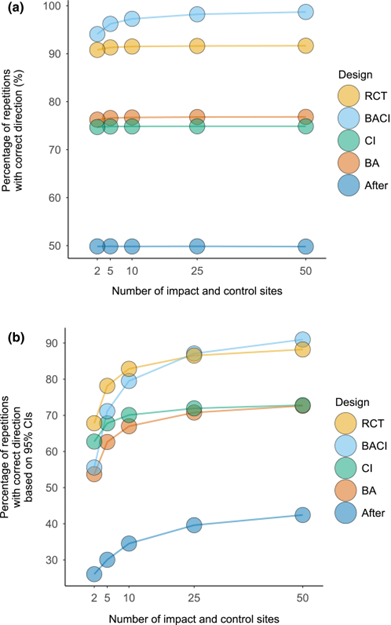 (a)
Percentage of repetitions
with correct direction (%)
100
90
80
70
60
50
2 5 10 25 50
Number of impact and control sites
Design
RCT
BACI
CI
BA
After
(b)
Percentage of repetitions
with correct direction
based on 95% CIs
90
80
70
60
50
40
30
2 5 10 25 50
Number of impact and control sites
Design
RCT
BACI
CI
BA
After